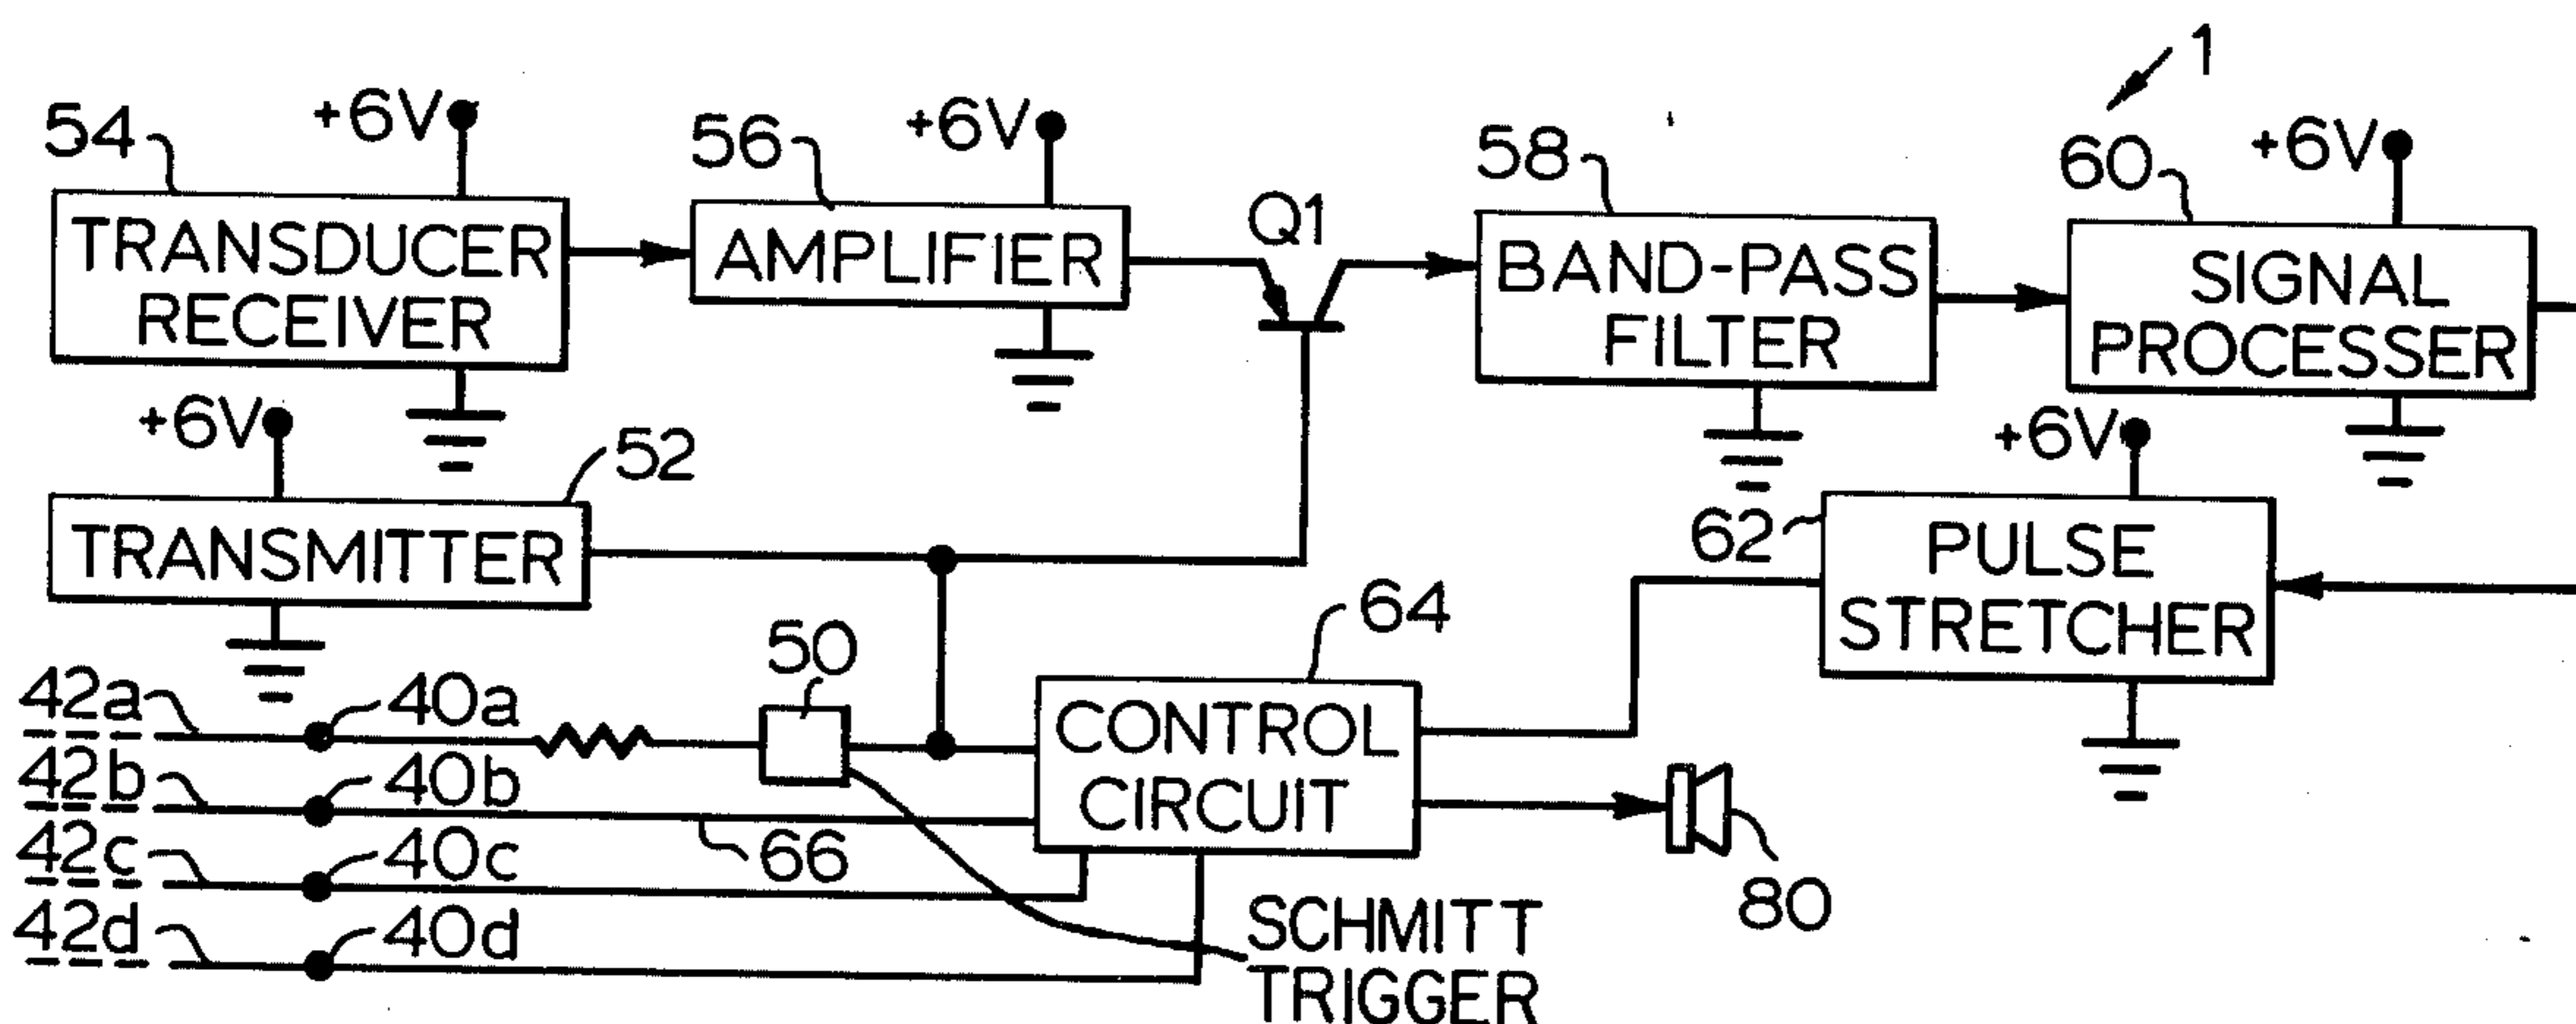 1
54
+6V
56
+6V
Q1
58
60
+6V
TRANSDUCER
RECEIVER
AMPLIFIER
BAND-PASS
FILTER
SIGNAL
PROCESSER
+6V
52
TRANSMITTER
+6V
62
PULSE
STRETCHER
50
64
CONTROL
CIRCUIT
42a
40a
42b
40b
66
42c
40c
42d
40d
80
SCHMITT
TRIGGER